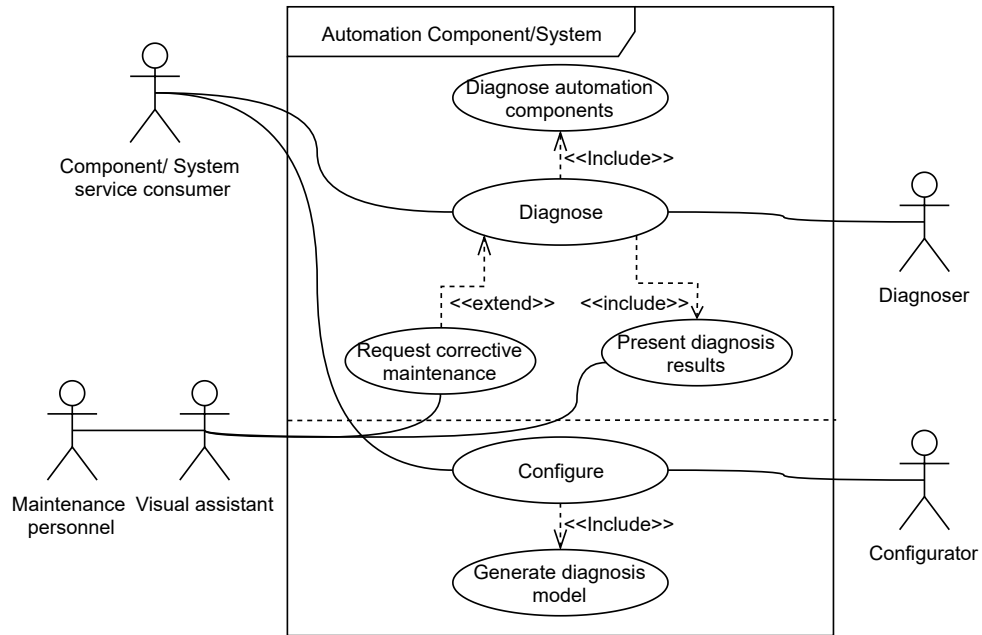 Automation Component/System
Diagnose automation
components
<<Include>>
Component/ System
service consumer
Diagnose
Diagnoser
<<extend>>
<<include>>
Request corrective
maintenance
Present diagnosis
results
Maintenance
personnel
Visual assistant
Configure
<<Include>>
Configurator
Generate diagnosis
model